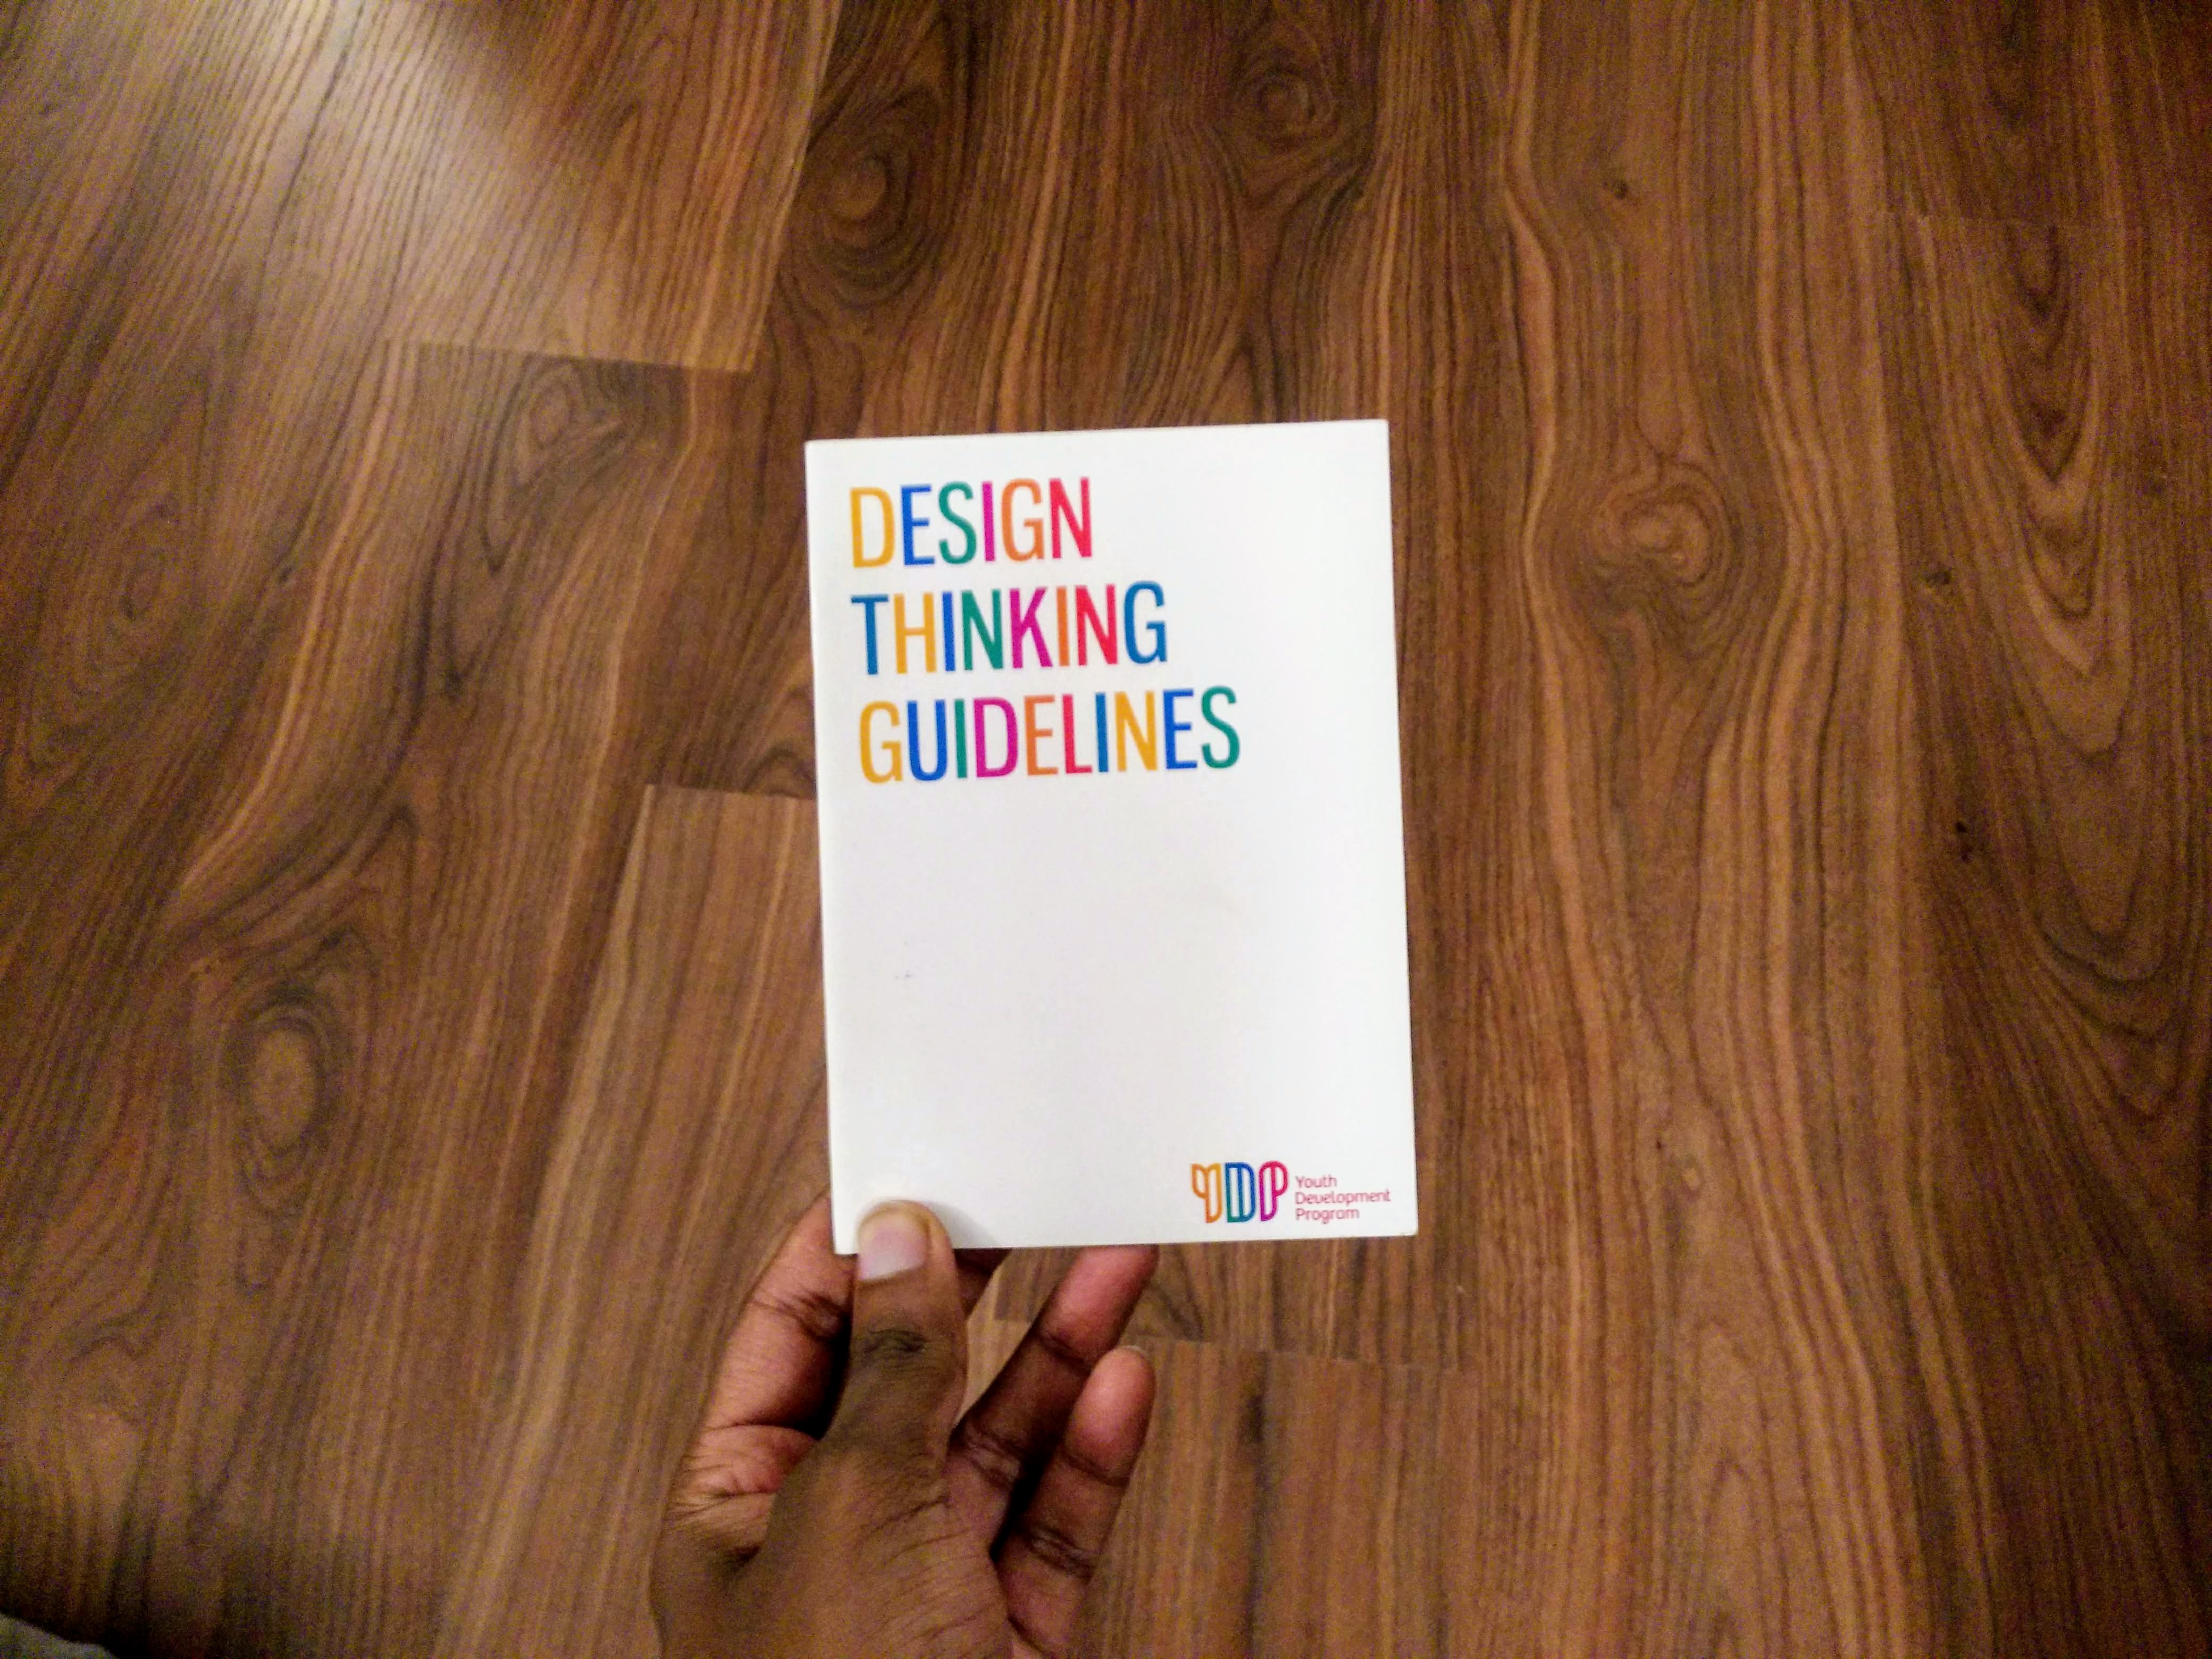 DESIGN
THINKING
GUIDELINES
YDP
Youth
Development
Program